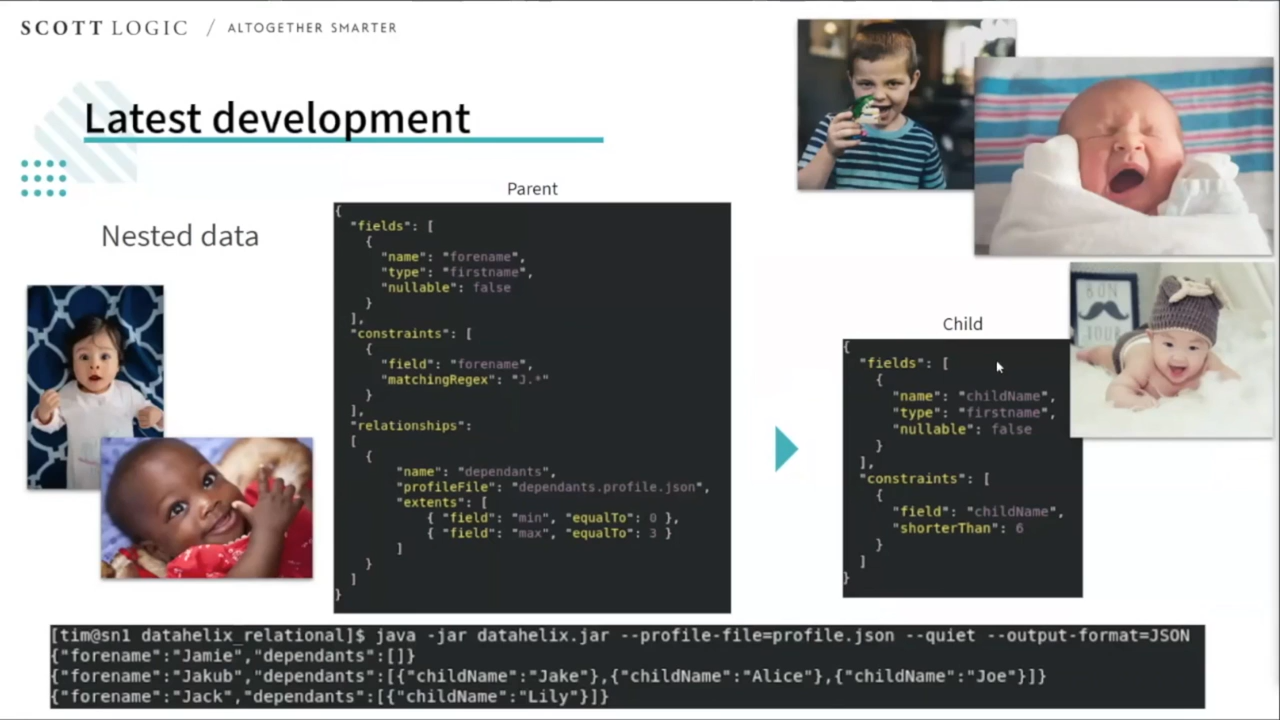 SCOTT LOGIC / ALTOGETHER SMARTER
Latest development
Nested data
Parent
{
"fields": [
{
"name": "forename",
"type": "firstname",
"nullable": false
}
],
"constraints": [
{
"field": "forename",
"matchingRegex": "J.*"
}
],
"relationships":
[
{
"name": "dependants",
"profileFile": "dependants.profile.json",
"extents": [
{ "field": "min", "equalTo": 0 },
{ "field": "max", "equalTo": 3 }
]
}
]
}
Child
{
"fields": [
{
"name": "childName",
"type": "firstname",
"nullable": false
}
],
"constraints": [
{
"field": "childName",
"shorterThan": 6
}
]
}
BON
JOUR
[tim@sn1 datahelix_relational]$ java -jar datahelix.jar --profile-file=profile.json --quiet --output-format=JSON
{"forename":"Jamie","dependants":[]}
{"forename":"Jakub","dependants":[{"childName":"Jake"},{"childName":"Alice"},{"childName":"Joe"}]}
{"forename":"Jack","dependants":[{"childName":"Lily"}]}